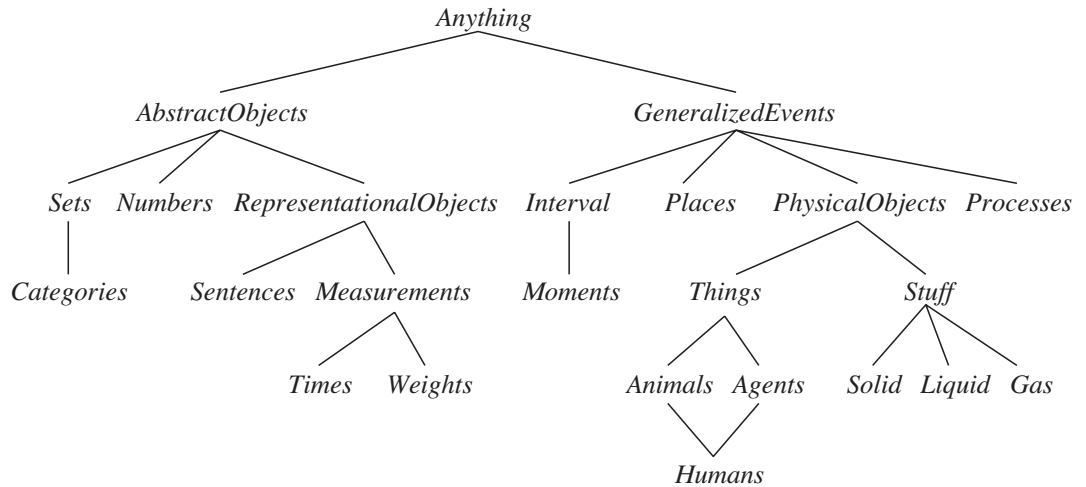 Anything
AbstractObjects GeneralizedEvents
Sets Numbers RepresentationalObjects Interval Places PhysicalObjects Processes
Categories Sentences Measurements Moments Things Stuff
Times Weights Animals Agents Solid Liquid Gas
Humans